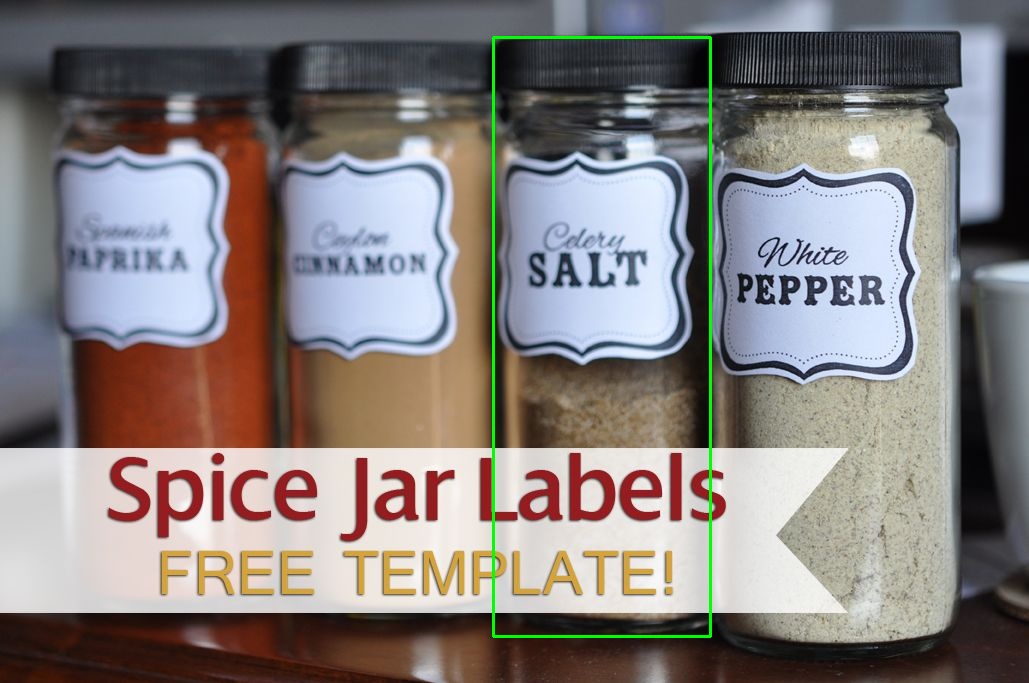 Spanish
PAPRIKA
Ceylon
CINNAMON
Celery
SALT
White
PEPPER
Spice Jar Labels
FREE TEMPLATE!